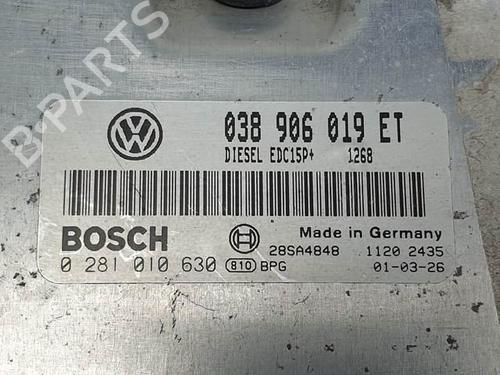 B-PARTS
038 906 019 ET
DIESEL EDC15P+ 1268
BOSCH
Made in Germany
28SA4848 1120 2435
0 281 010 630 810 BPG 01-03-26